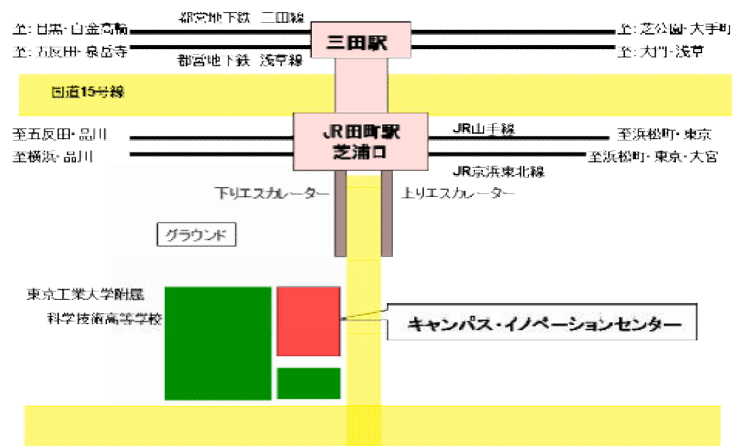 都営地下鉄 三田線
至: 目黒・白金高輪
三田駅
至: 芝公園・大手町
至: 五反田・泉岳寺
至: 大門・浅草
都営地下鉄 浅草線
国道15号線
JR田町駅
芝浦口
至五反田・品川
JR山手線
至浜松町・東京
至横浜・品川
至浜松町・東京・大宮
JR京浜東北線
下りエスカレーター
上りエスカレーター
グラウンド
東京工業大学附属
科学技術高等学校
キャンパス・イノベーションセンター